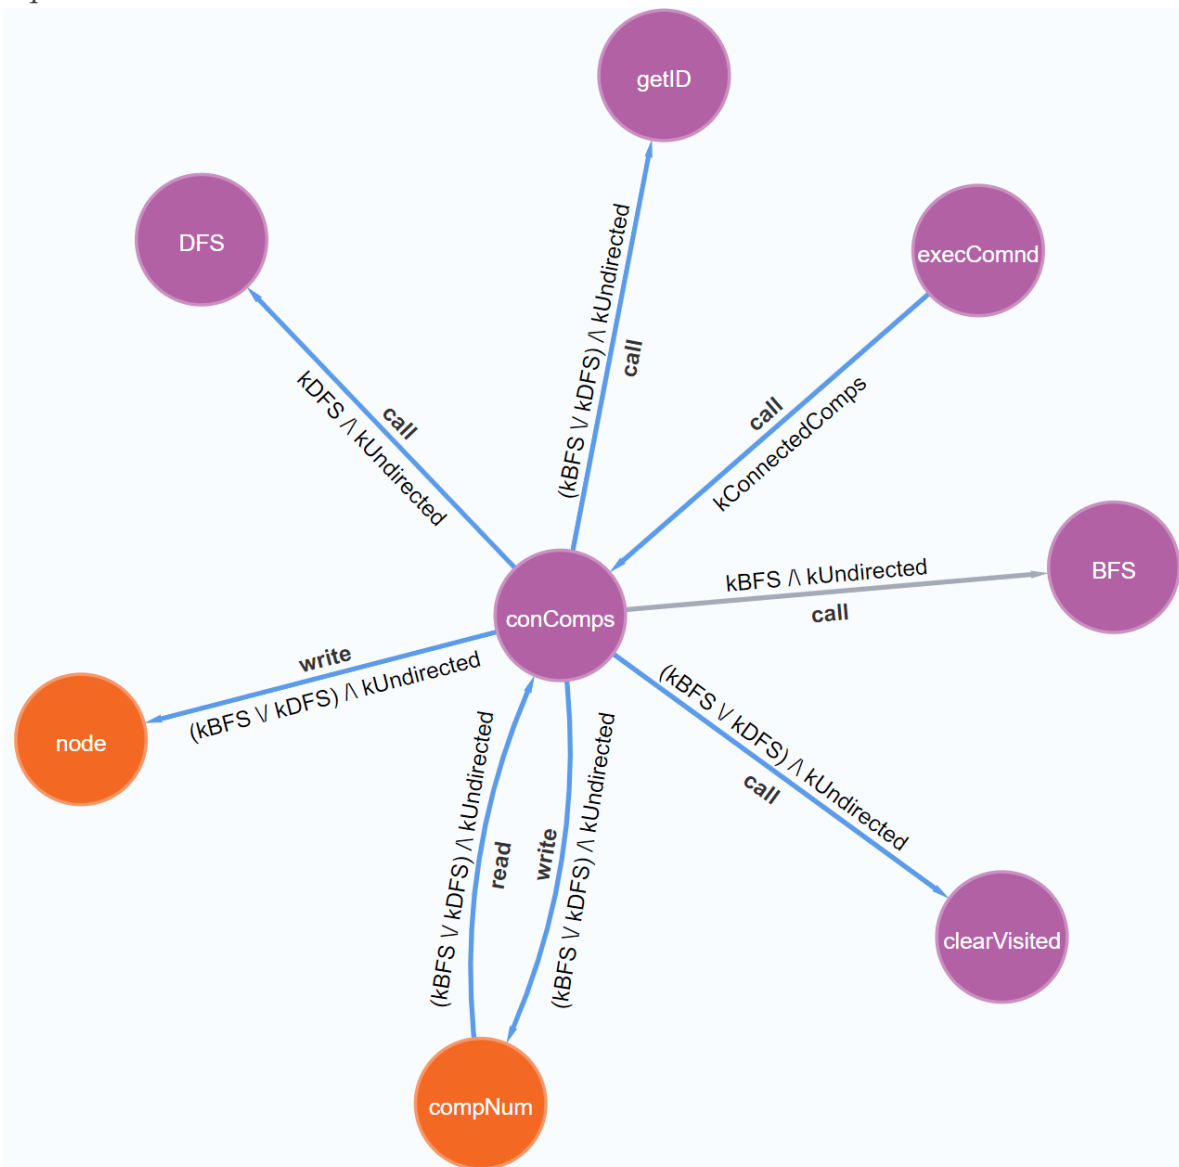 getID
DFS
execComnd
(kBFS \/ kDFS) /\ kUndirected
call
call
kDFS /\ kUndirected
call
kConnectedComps
kBFS /\ kUndirected
call
BFS
conComps
write
(kBFS \/ kDFS) /\ kUndirected
node
(kBFS \/ kDFS) /\ kUndirected
call
(kBFS \/ kDFS) /\ kUndirected
read
write
(kBFS \/ kDFS) /\ kUndirected
clearVisited
compNum